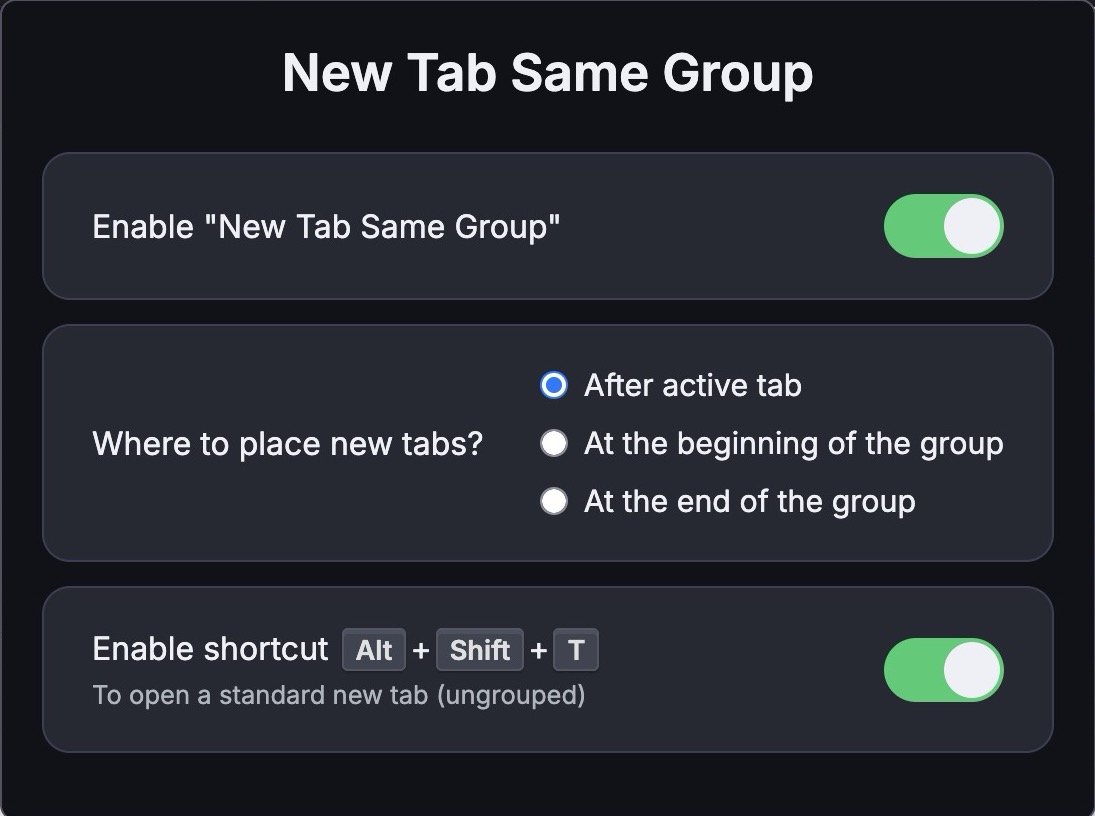 New Tab Same Group
Enable "New Tab Same Group"
Where to place new tabs?
After active tab
At the beginning of the group
At the end of the group
Enable shortcut Alt + Shift + T
To open a standard new tab (ungrouped)